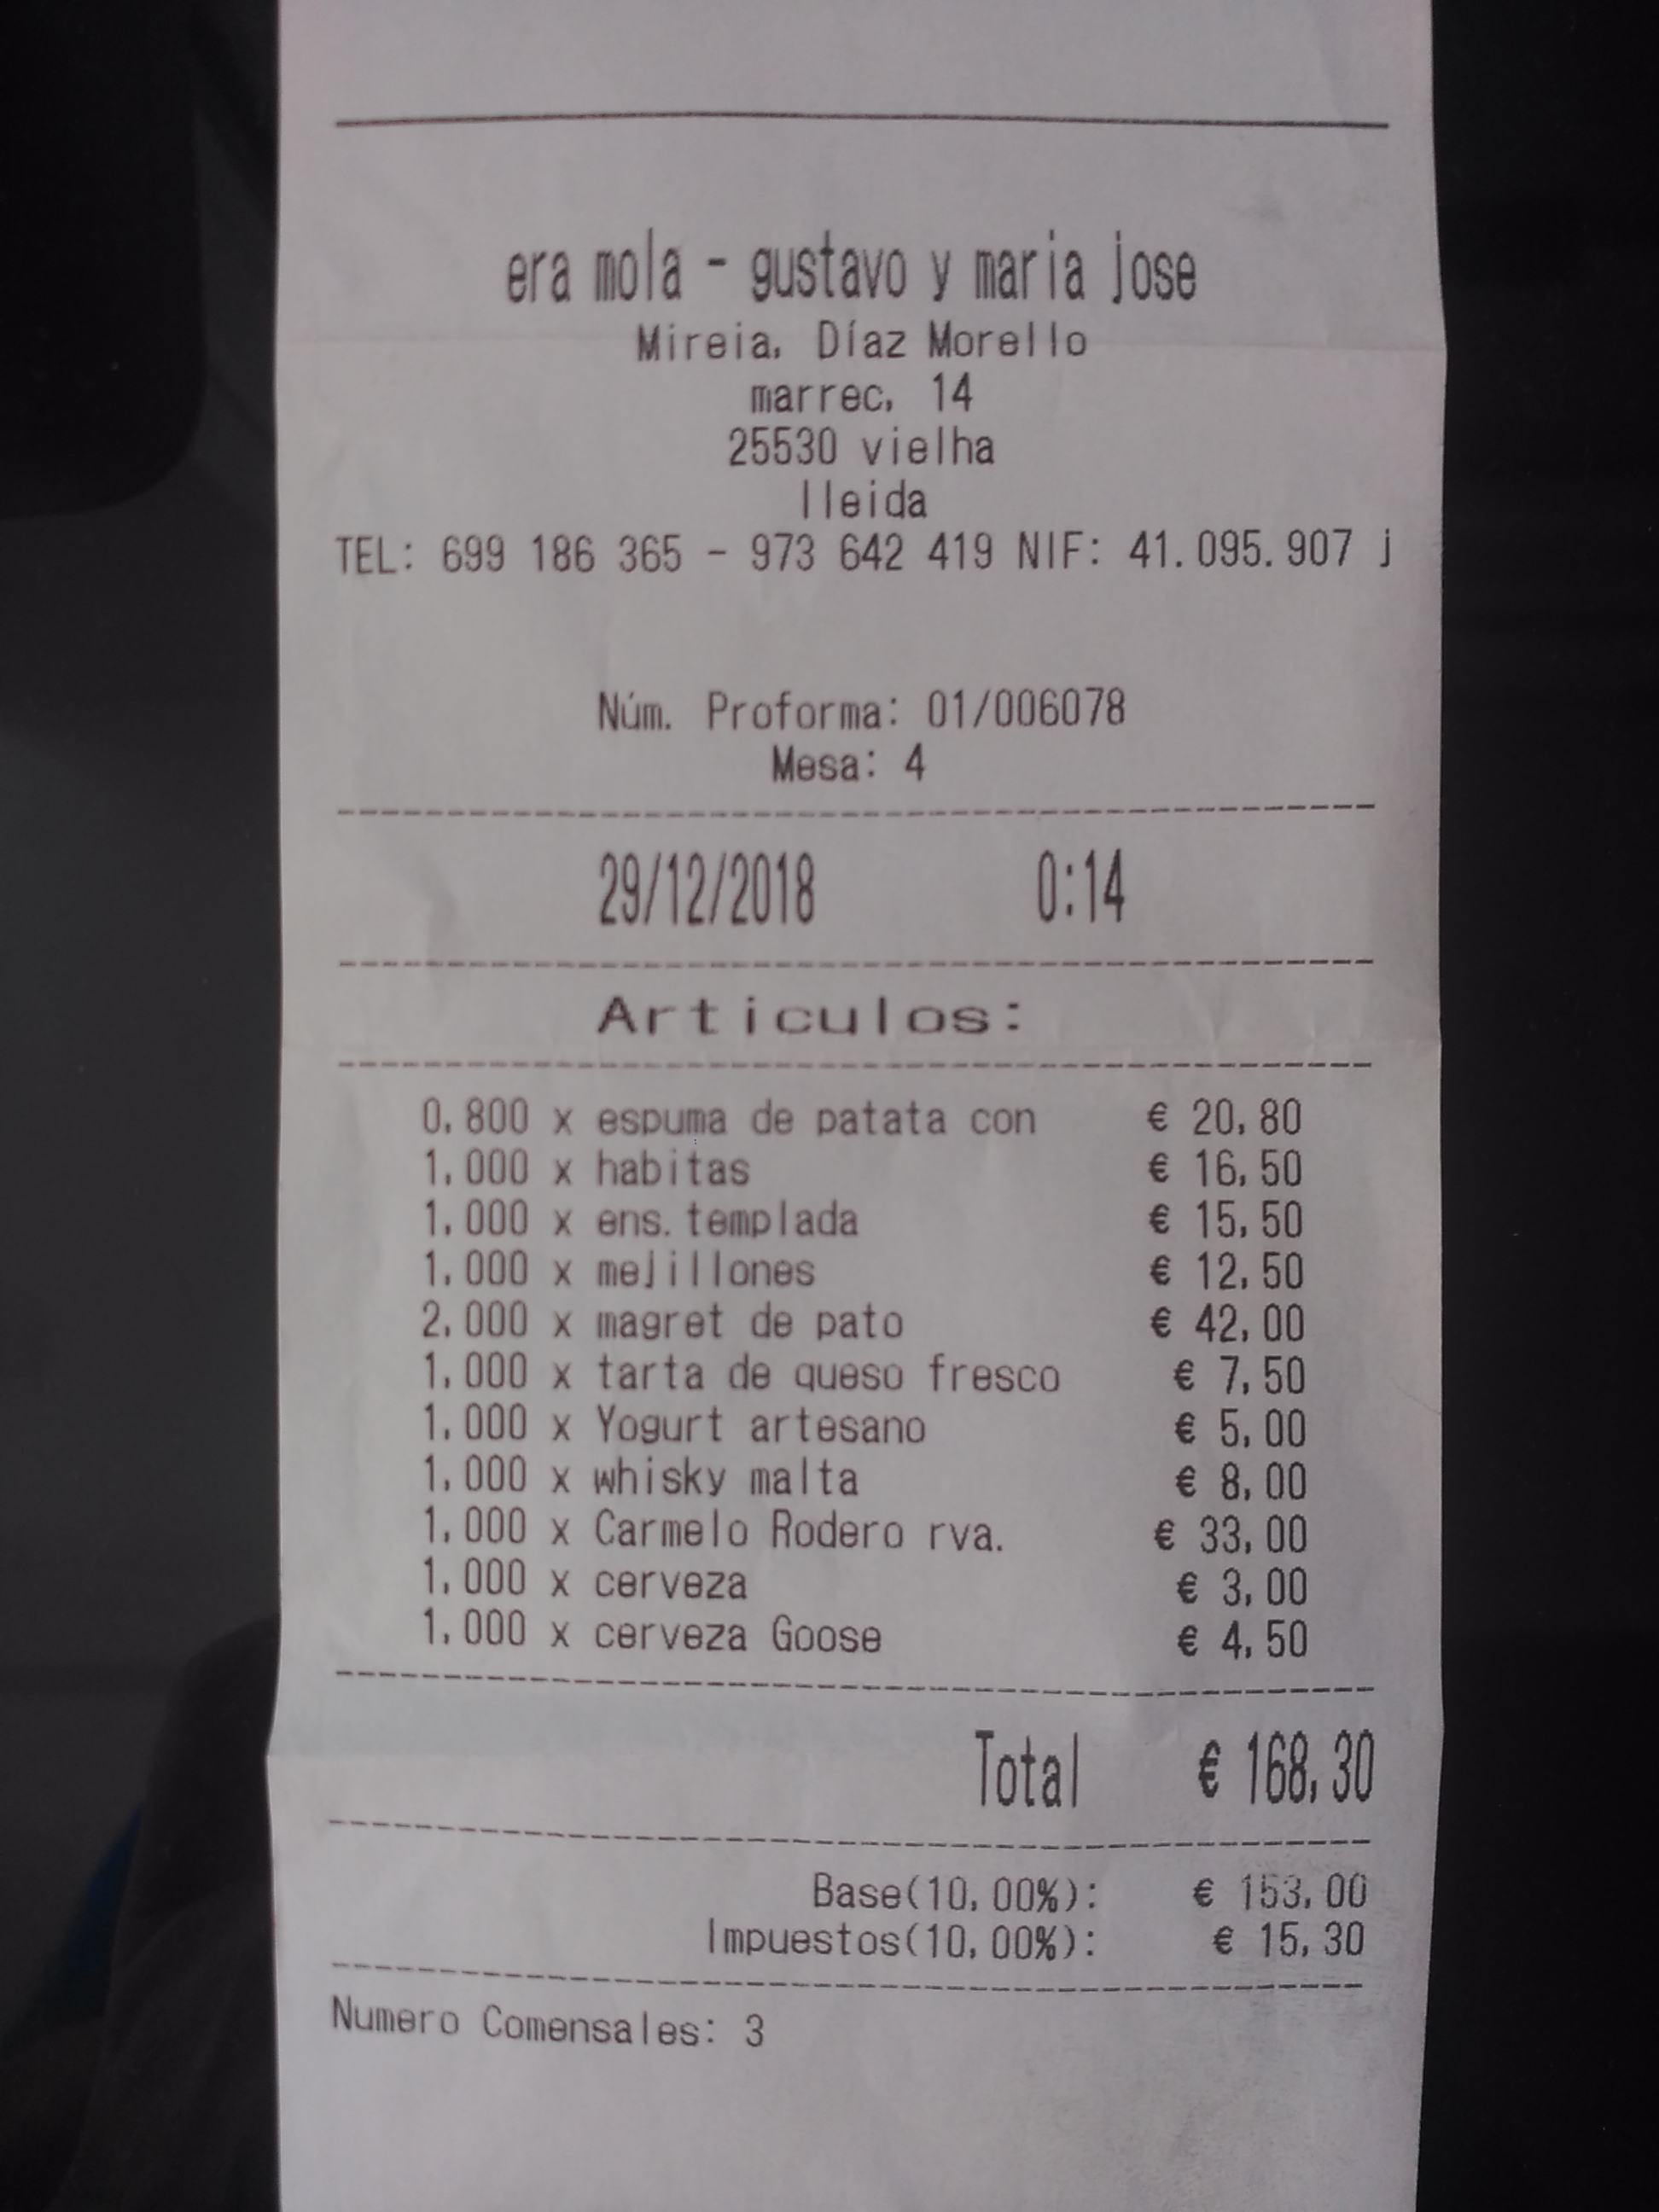 era mola - gustavo y maria jose
Mireia, Díaz Morello
marrec, 14
25530 vielha
lleida
TEL: 699 186 365 - 973 642 419 NIF: 41.095.907 j
Núm. Proforma: 01/006078
Mesa: 4
29/12/2018 0:14
Articulos:
0,800 x espuma de patata con € 20,80
1,000 x habitas € 16,50
1,000 x ens.templada € 15,50
1,000 x mejillones € 12,50
2,000 x magret de pato € 42,00
1,000 x tarta de queso fresco € 7,50
1,000 x Yogurt artesano € 5,00
1,000 x whisky malta € 8,00
1,000 x Carmelo Rodero rva. € 33,00
1,000 x cerveza € 3,00
1,000 x cerveza Goose € 4,50
Total € 168,30
Base(10,00%): € 153,00
Impuestos(10,00%): € 15,30
Numero Comensales: 3